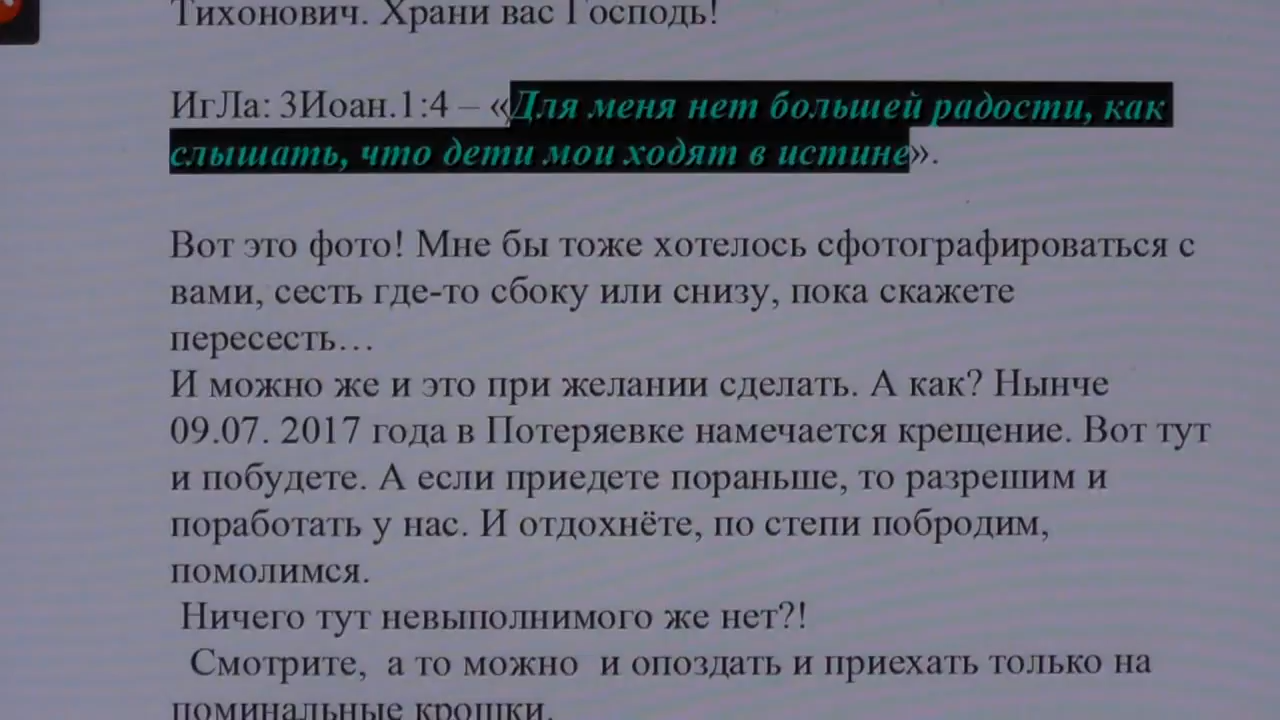 Тихонович. Храни вас Господь!
ИгЛа: 3Иоан.1:4 – «Для меня нет большей радости, как
слышать, что дети мои ходят в истине».
Вот это фото! Мне бы тоже хотелось сфотографироваться с
вами, сесть где-то сбоку или снизу, пока скажете
пересесть…
И можно же и это при желании сделать. А как? Нынче
09.07. 2017 года в Потеряевке намечается крещение. Вот тут
и побудете. А если приедете пораньше, то разрешим и
поработать у нас. И отдохнёте, по степи побродим,
помолимся.
Ничего тут невыполнимого же нет?!
Смотрите, а то можно и опоздать и приехать только на
поминальные крошки.